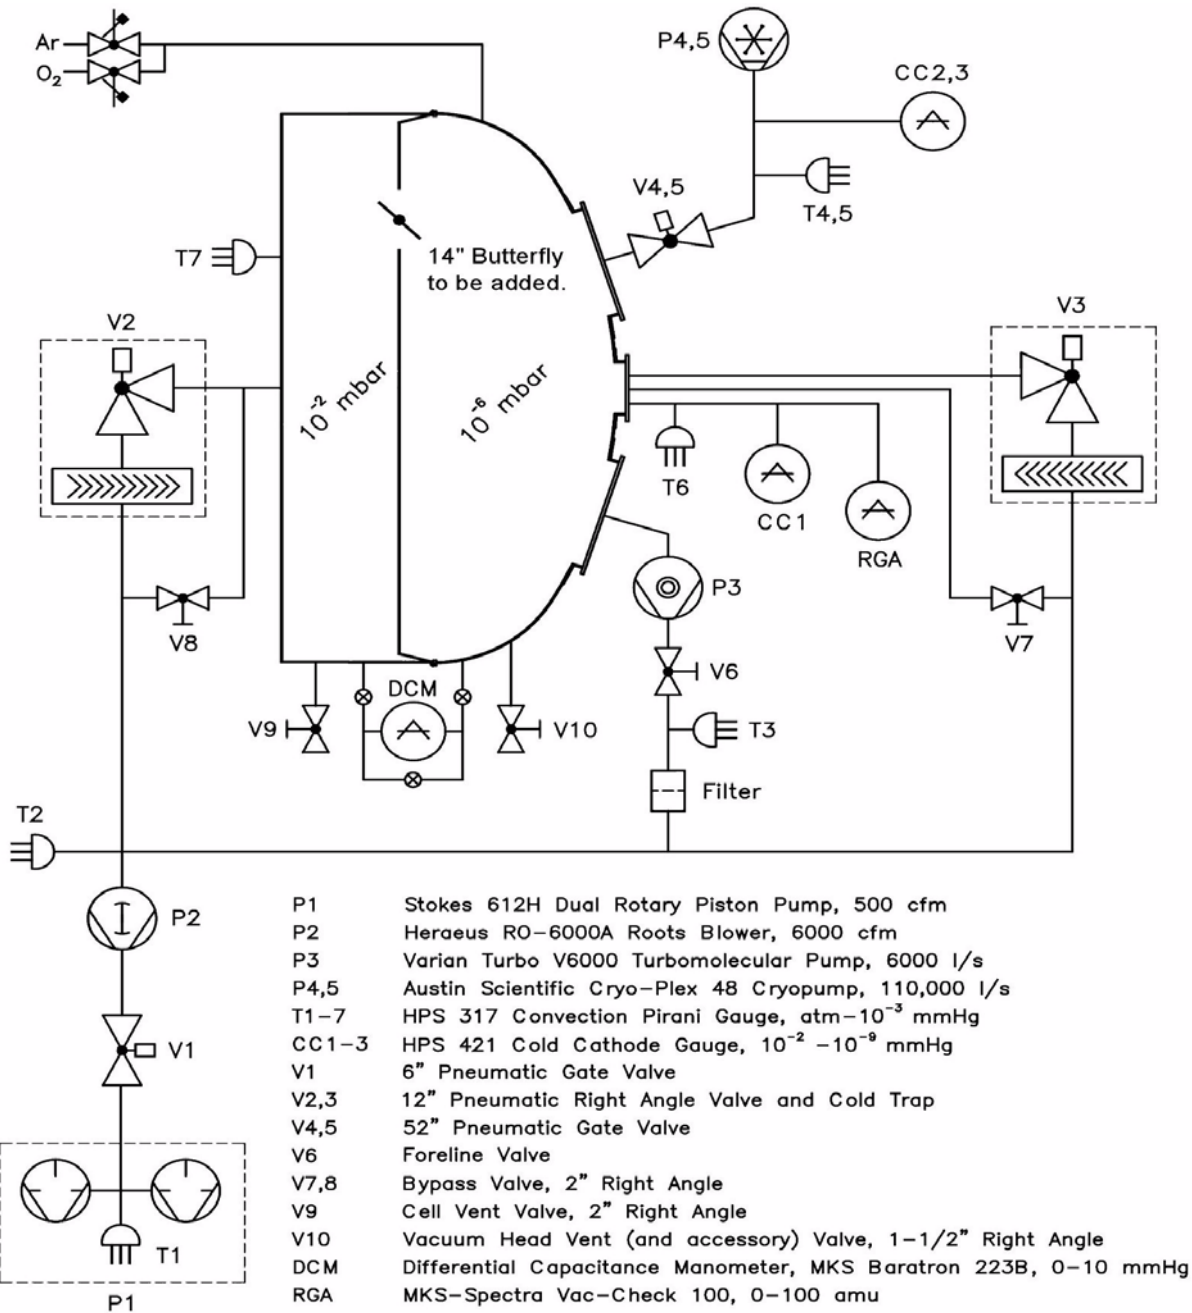 Ar
O₂
P4,5
CC2,3
V4,5
T4,5
T7
14" Butterfly
to be added.
V2
V3
10⁻² mbar
10⁻⁶ mbar
T6
CC1
RGA
P3
V8
V7
V6
DCM
V9
V10
T3
Filter
T2
P2
V1
T1
P1
P1 Stokes 612H Dual Rotary Piston Pump, 500 cfm
P2 Heraeus RO-6000A Roots Blower, 6000 cfm
P3 Varian Turbo V6000 Turbomolecular Pump, 6000 l/s
P4,5 Austin Scientific Cryo-Plex 48 Cryopump, 110,000 l/s
T1-7 HPS 317 Convection Pirani Gauge, atm-10⁻³ mmHg
CC1-3 HPS 421 Cold Cathode Gauge, 10⁻² -10⁻⁹ mmHg
V1 6" Pneumatic Gate Valve
V2,3 12" Pneumatic Right Angle Valve and Cold Trap
V4,5 52" Pneumatic Gate Valve
V6 Foreline Valve
V7,8 Bypass Valve, 2" Right Angle
V9 Cell Vent Valve, 2" Right Angle
V10 Vacuum Head Vent (and accessory) Valve, 1-1/2" Right Angle
DCM Differential Capacitance Manometer, MKS Baratron 223B, 0-10 mmHg
RGA MKS-Spectra Vac-Check 100, 0-100 amu